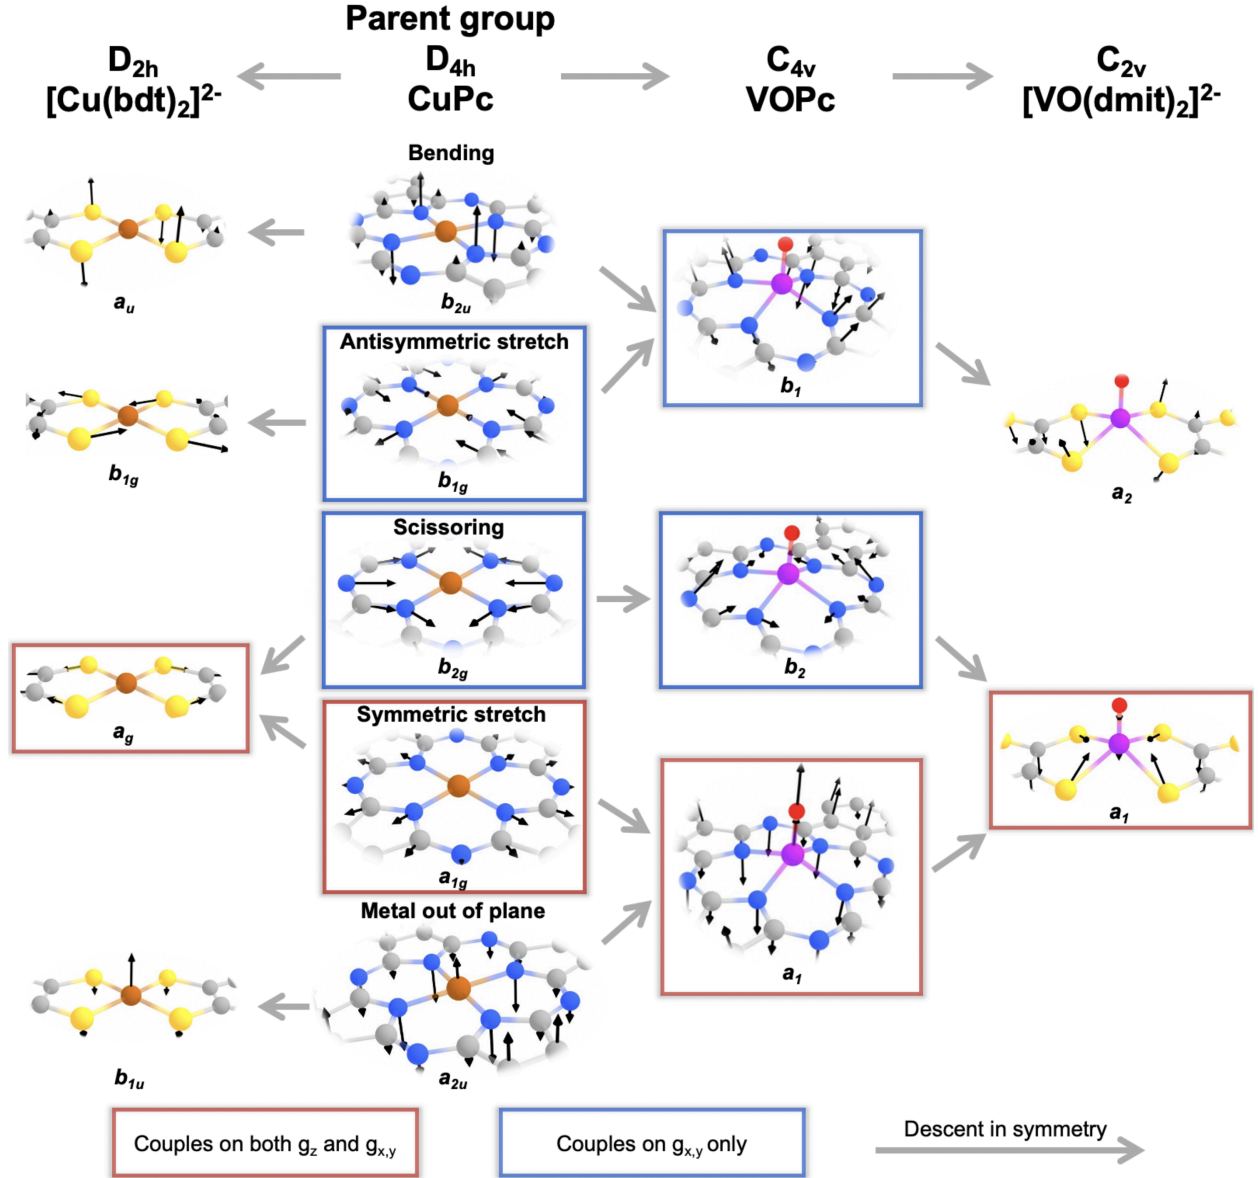 Parent group
D2h D4h C4v C2v
[Cu(bdt)2]2- CuPc VOPc [VO(dmit)2]2-
Bending
au
b2u
Antisymmetric stretch
b1
b1g
b1g
a2
Scissoring
b2g
b2
ag
Symmetric stretch
a1g
a1
Metal out of plane
a1
b1u
a2u
Couples on both gz and gx,y
Couples on gx,y only
Descent in symmetry